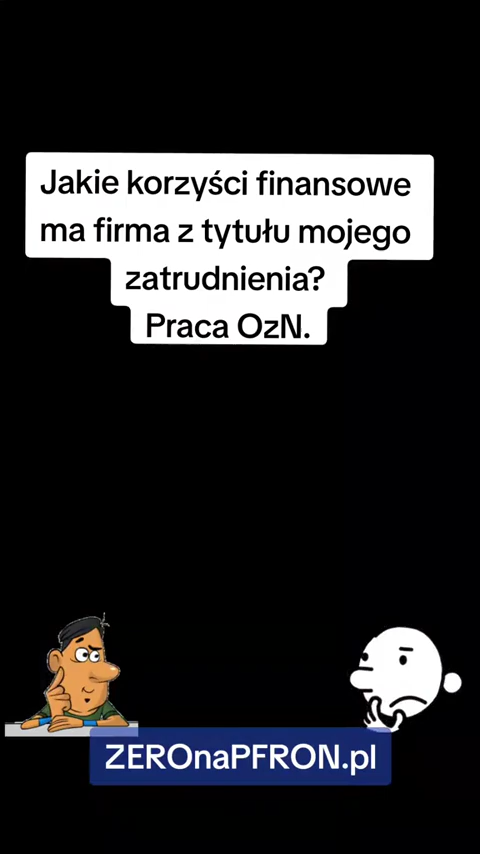 Jakie korzyści finansowe
ma firma z tytułu mojego
zatrudnienia?
Praca OzN.
ZEROnaPFRON.pl